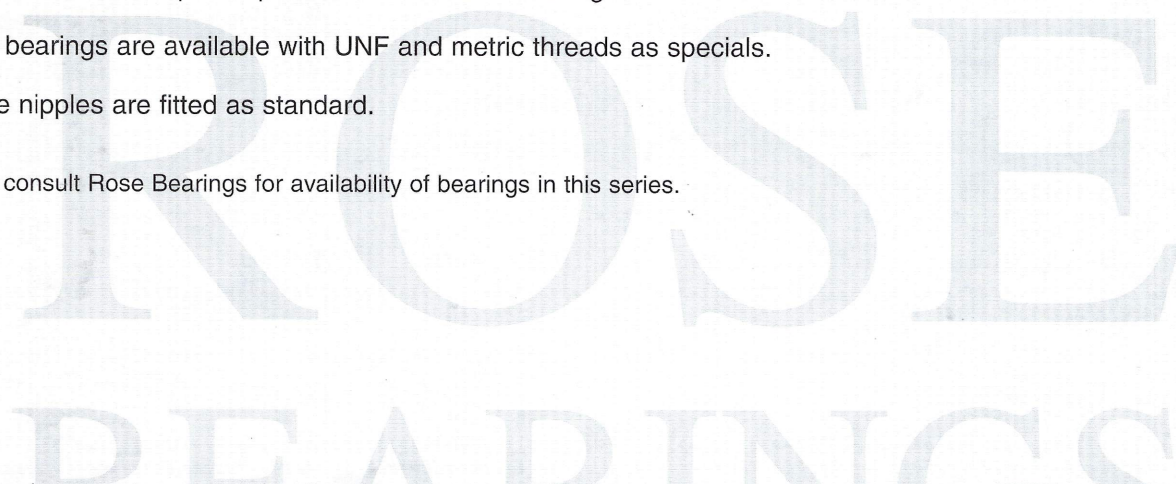 bearings are available with UNF and metric threads as specials.
e nipples are fitted as standard.
consult Rose Bearings for availability of bearings in this series.
ROSE
BEARINGS